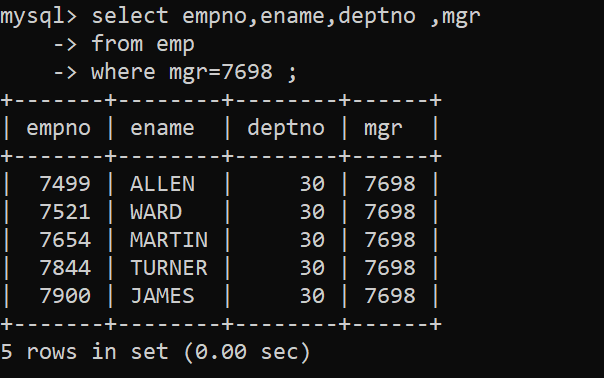 mysql> select empno,ename,deptno ,mgr
    -> from emp
    -> where mgr=7698 ;
+-------+--------+--------+------+
| empno | ename  | deptno | mgr  |
+-------+--------+--------+------+
|  7499 | ALLEN  |     30 | 7698 |
|  7521 | WARD   |     30 | 7698 |
|  7654 | MARTIN |     30 | 7698 |
|  7844 | TURNER |     30 | 7698 |
|  7900 | JAMES  |     30 | 7698 |
+-------+--------+--------+------+
5 rows in set (0.00 sec)